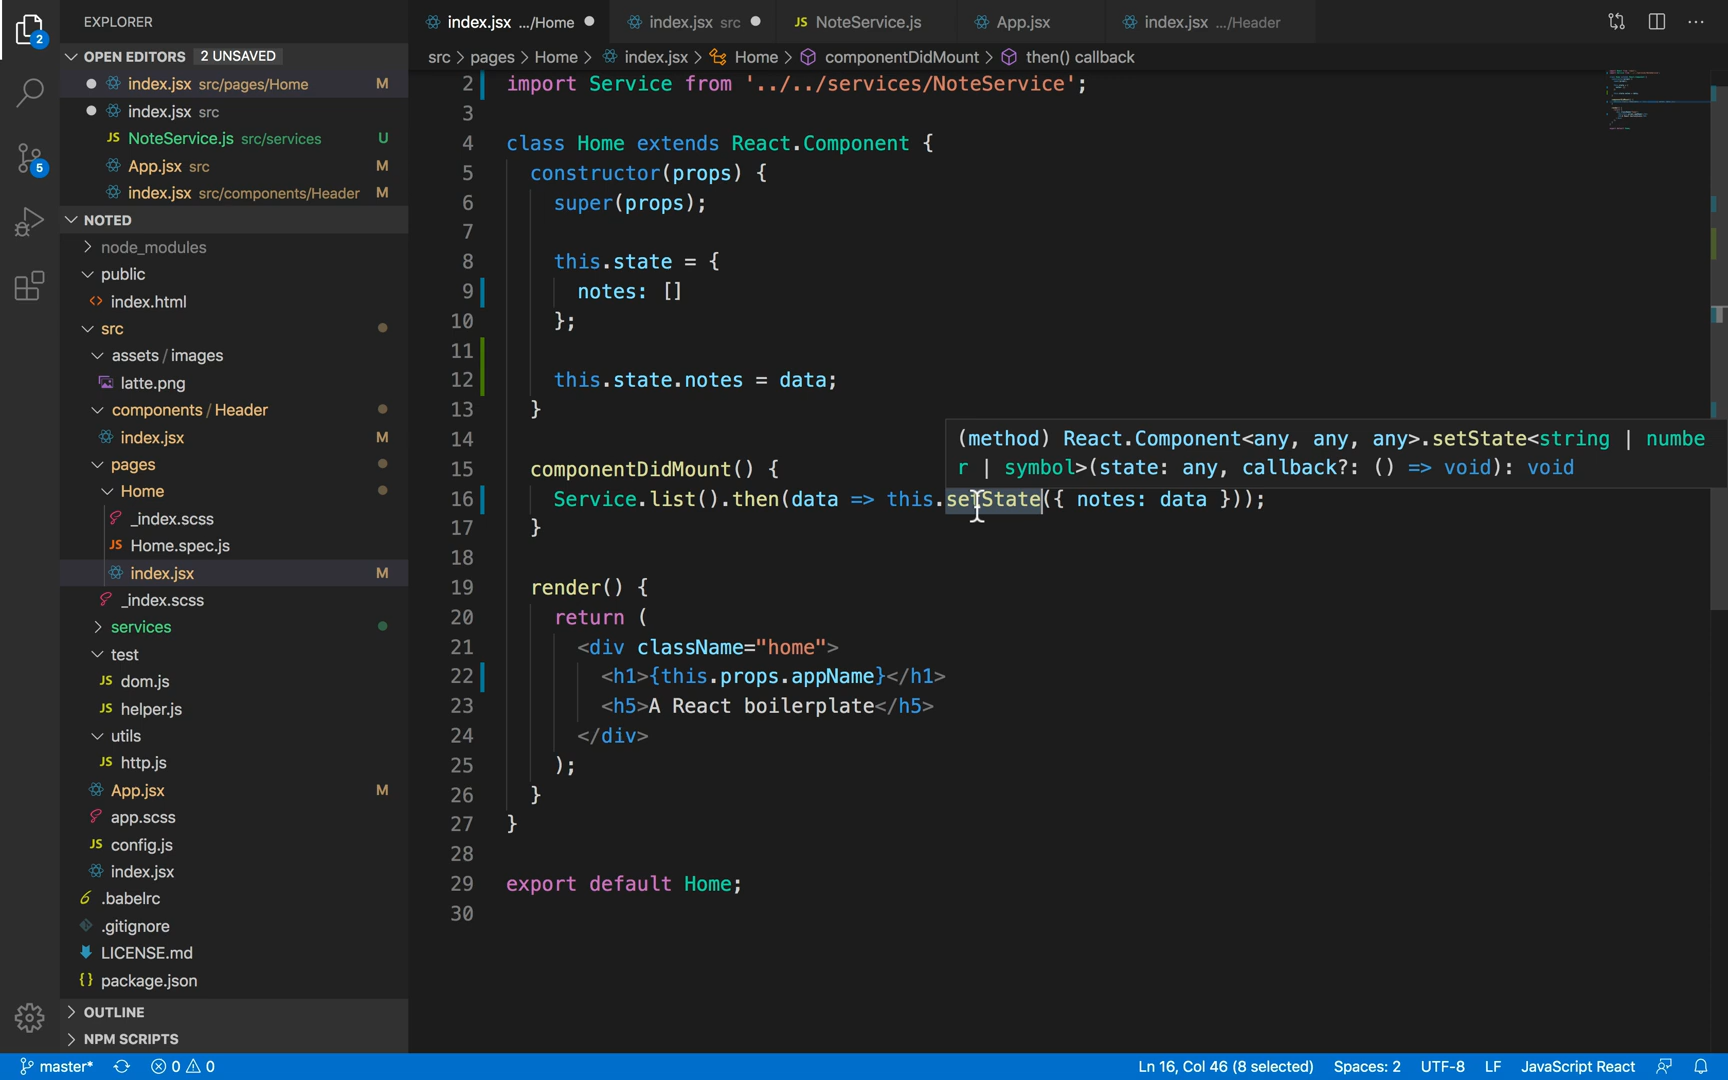 EXPLORER
OPEN EDITORS 2 UNSAVED
index.jsx src/pages/Home M
index.jsx src
JS NoteService.js src/services U
App.jsx src M
index.jsx src/components/Header M
NOTED
node_modules
public
index.html
src
assets / images
latte.png
components / Header
index.jsx M
pages
Home
_index.scss
JS Home.spec.js
index.jsx M
_index.scss
services
test
JS dom.js
JS helper.js
utils
JS http.js
App.jsx M
app.scss
JS config.js
index.jsx
.babelrc
.gitignore
LICENSE.md
{} package.json
OUTLINE
NPM SCRIPTS
2
5
index.jsx .../Home
index.jsx src
JS NoteService.js
App.jsx
index.jsx .../Header
src > pages > Home > index.jsx > Home > componentDidMount > then() callback
2 import Service from '../../services/NoteService';
3
4 class Home extends React.Component {
5 constructor(props) {
6 super(props);
7
8 this.state = {
9 notes: []
10 };
11
12 this.state.notes = data;
13 }
14
15 componentDidMount() {
16 Service.list().then(data => this.setState({ notes: data }));
17 }
18
19 render() {
20 return (
21 <div className="home">
22 <h1>{this.props.appName}</h1>
23 <h5>A React boilerplate</h5>
24 </div>
25 );
26 }
27 }
28
29 export default Home;
30
(method) React.Component<any, any, any>.setState<string | numbe
r | symbol>(state: any, callback?: () => void): void
master* 0 0 Ln 16, Col 46 (8 selected) Spaces: 2 UTF-8 LF JavaScript React